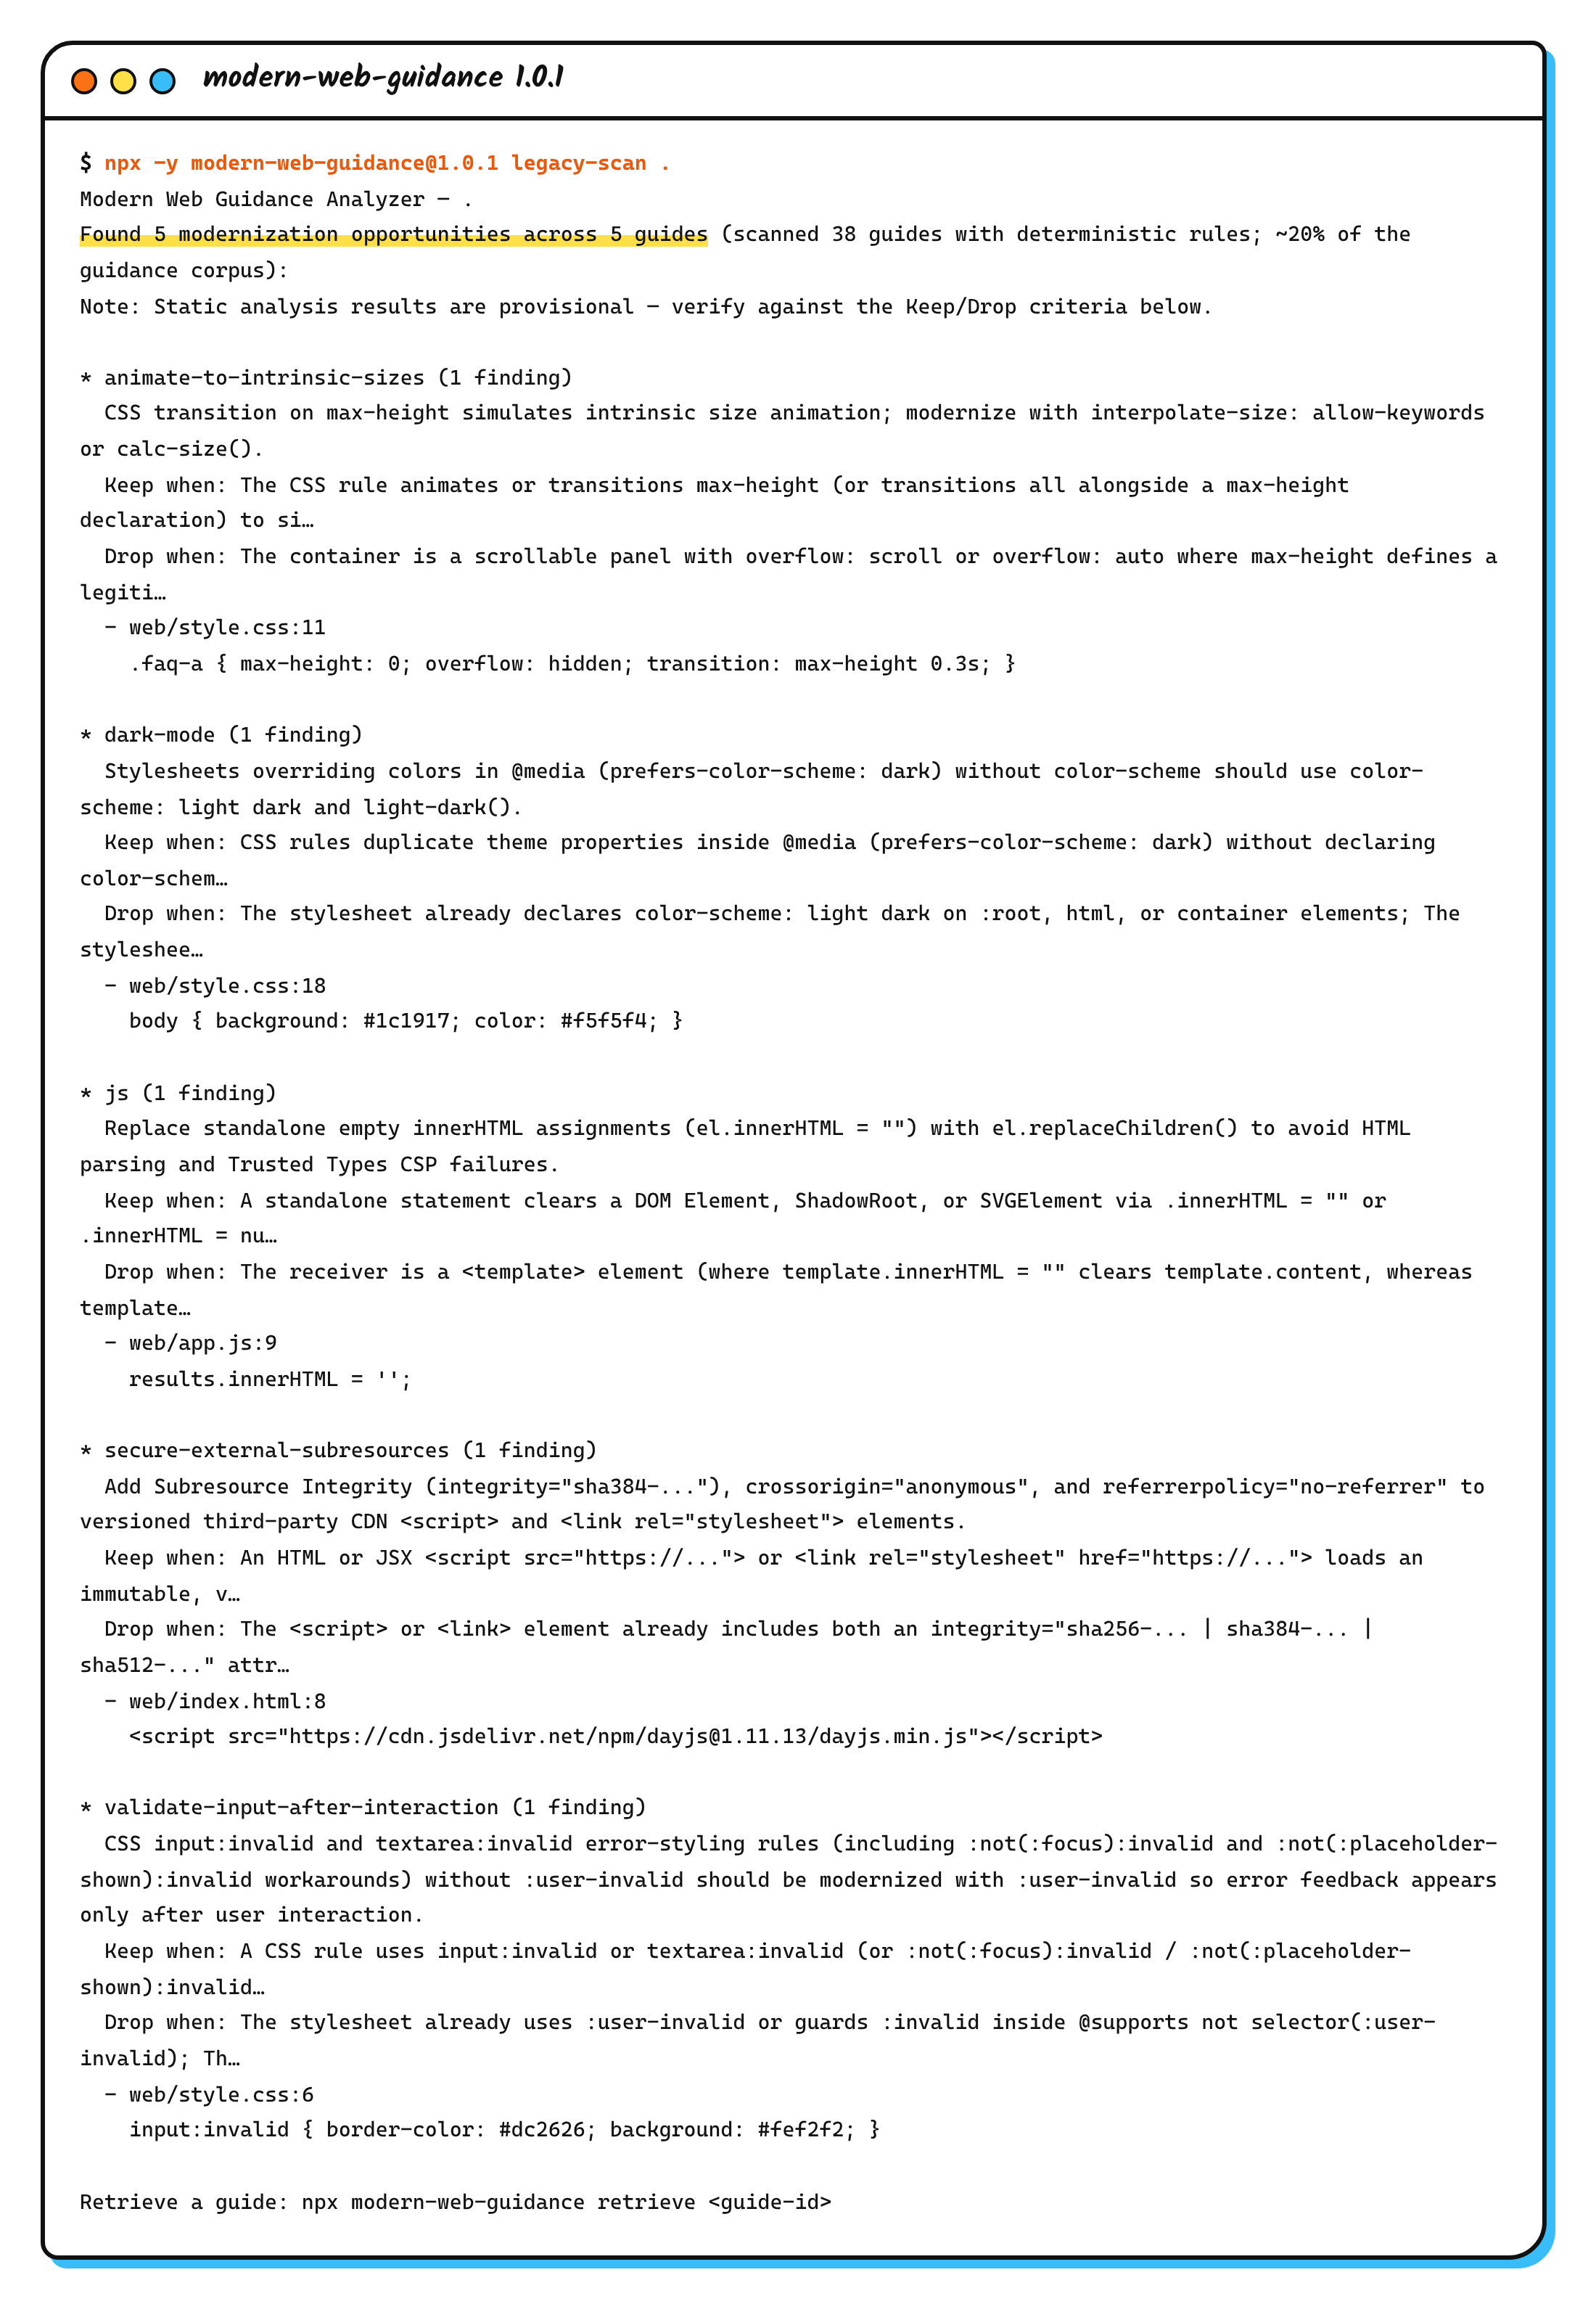 modern-web-guidance 1.0.1
$ npx -y modern-web-guidance@1.0.1 legacy-scan .
Modern Web Guidance Analyzer — .
Found 5 modernization opportunities across 5 guides (scanned 38 guides with deterministic rules; ~20% of the
guidance corpus):
Note: Static analysis results are provisional — verify against the Keep/Drop criteria below.
* animate-to-intrinsic-sizes (1 finding)
CSS transition on max-height simulates intrinsic size animation; modernize with interpolate-size: allow-keywords
or calc-size().
Keep when: The CSS rule animates or transitions max-height (or transitions all alongside a max-height
declaration) to si…
Drop when: The container is a scrollable panel with overflow: scroll or overflow: auto where max-height defines a
legiti…
- web/style.css:11
.faq-a { max-height: 0; overflow: hidden; transition: max-height 0.3s; }
* dark-mode (1 finding)
Stylesheets overriding colors in @media (prefers-color-scheme: dark) without color-scheme should use color-
scheme: light dark and light-dark().
Keep when: CSS rules duplicate theme properties inside @media (prefers-color-scheme: dark) without declaring
color-schem…
Drop when: The stylesheet already declares color-scheme: light dark on :root, html, or container elements; The
styleshee…
- web/style.css:18
body { background: #1c1917; color: #f5f5f4; }
* js (1 finding)
Replace standalone empty innerHTML assignments (el.innerHTML = "") with el.replaceChildren() to avoid HTML
parsing and Trusted Types CSP failures.
Keep when: A standalone statement clears a DOM Element, ShadowRoot, or SVGElement via .innerHTML = "" or
.innerHTML = nu…
Drop when: The receiver is a <template> element (where template.innerHTML = "" clears template.content, whereas
template…
- web/app.js:9
results.innerHTML = '';
* secure-external-subresources (1 finding)
Add Subresource Integrity (integrity="sha384-..."), crossorigin="anonymous", and referrerpolicy="no-referrer" to
versioned third-party CDN <script> and <link rel="stylesheet"> elements.
Keep when: An HTML or JSX <script src="https://..."> or <link rel="stylesheet" href="https://..."> loads an
immutable, v…
Drop when: The <script> or <link> element already includes both an integrity="sha256-... | sha384-... |
sha512-..." attr…
- web/index.html:8
<script src="https://cdn.jsdelivr.net/npm/dayjs@1.11.13/dayjs.min.js"></script>
* validate-input-after-interaction (1 finding)
CSS input:invalid and textarea:invalid error-styling rules (including :not(:focus):invalid and :not(:placeholder-
shown):invalid workarounds) without :user-invalid should be modernized with :user-invalid so error feedback appears
only after user interaction.
Keep when: A CSS rule uses input:invalid or textarea:invalid (or :not(:focus):invalid / :not(:placeholder-
shown):invalid…
Drop when: The stylesheet already uses :user-invalid or guards :invalid inside @supports not selector(:user-
invalid); Th…
- web/style.css:6
input:invalid { border-color: #dc2626; background: #fef2f2; }
Retrieve a guide: npx modern-web-guidance retrieve <guide-id>